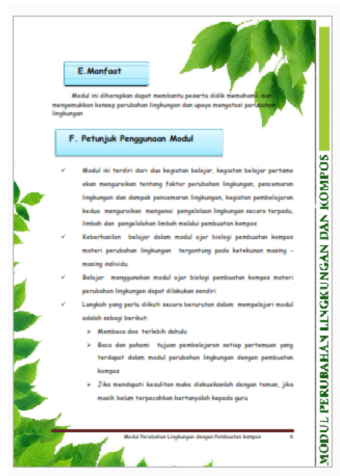 E.Manfaat
Modul ini diharapkan dapat membantu peserta didik memahami dan
mengemukkan konsep perubahan lingkungan dan upaya mengatasi perubahan
lingkungan
F. Petunjuk Penggunaan Modul
✓ Modul ini terdiri dari dua kegiatan belajar, kegiatan belajar pertama
akan menguraikan tentang faktor perubahan lingkungan, pencemaran
lingkungan dan dampak pencemaran lingkungan, kegiatan pembelajaran
kedua menguraikan mengenai pengelolaan lingkungan secara terpadu,
limbah dan pengelolahan limbah melalui pembuatan kompos
✓ Keberhasilan belajar dalam modul ajar biologi pembuatan kompos
materi perubahan lingkungan tergantung pada ketekunan masing -
masing individu
✓ Belajar menggunakan modul ajar biologi pembuatan kompos materi
perubahan lingkungan dapat dilakukan sendiri
✓ Langkah yang perlu diikuti secara berurutan dalam mempelajari modul
adalah sebagi berikut:
➢ Membaca doa terlebih dahulu
➢ Baca dan pahami tujuan pembelajaran setiap pertemuan yang
terdapat dalam modul perubahan lingkungan dengan pembuatan
kompos
➢ Jika mendapati kesulitan maka diskusikanlah dengan teman, jika
masih belum terpecahkan bertanyalah kepada guru
Modul Perubahan Lingkungan dengan Pembuatan kompos 6
MODUL PERUBAHAN LINGKUNGAN DAN KOMPOS